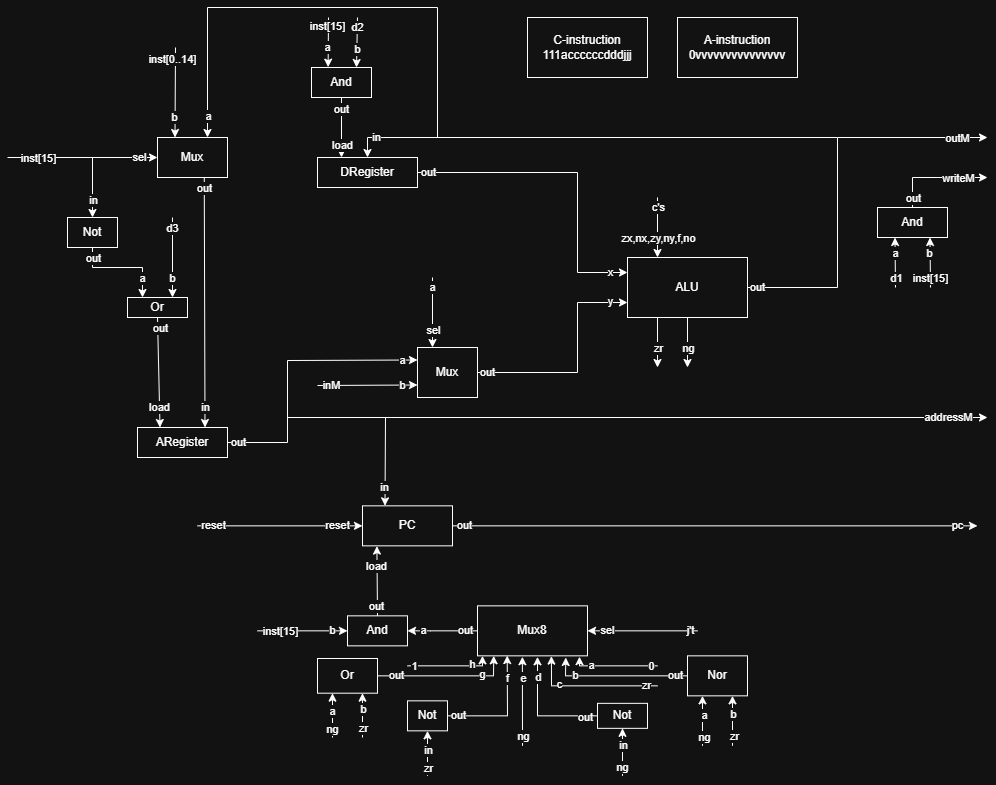 inst[15]
d2
a
b
And
out
load
in
DRegister
out
C-instruction
111accccccdddjjj
A-instruction
0vvvvvvvvvvvvvvv
inst[0..14]
b
a
inst[15]
sel
Mux
out
in
Not
out
d3
a
b
Or
out
load
in
ARegister
out
outM
writeM
out
And
a
b
d1
inst[15]
c's
zx,nx,zy,ny,f,no
x
y
ALU
out
zr
ng
a
sel
a
inM
b
Mux
out
addressM
in
reset
reset
PC
out
pc
load
out
inst[15]
b
And
a
out
Mux8
sel
j't
1
h
g
f
e
d
c
b
a
0
zr
Or
out
a
b
ng
zr
Not
out
in
zr
ng
out
Not
in
ng
out
Nor
a
b
ng
zr